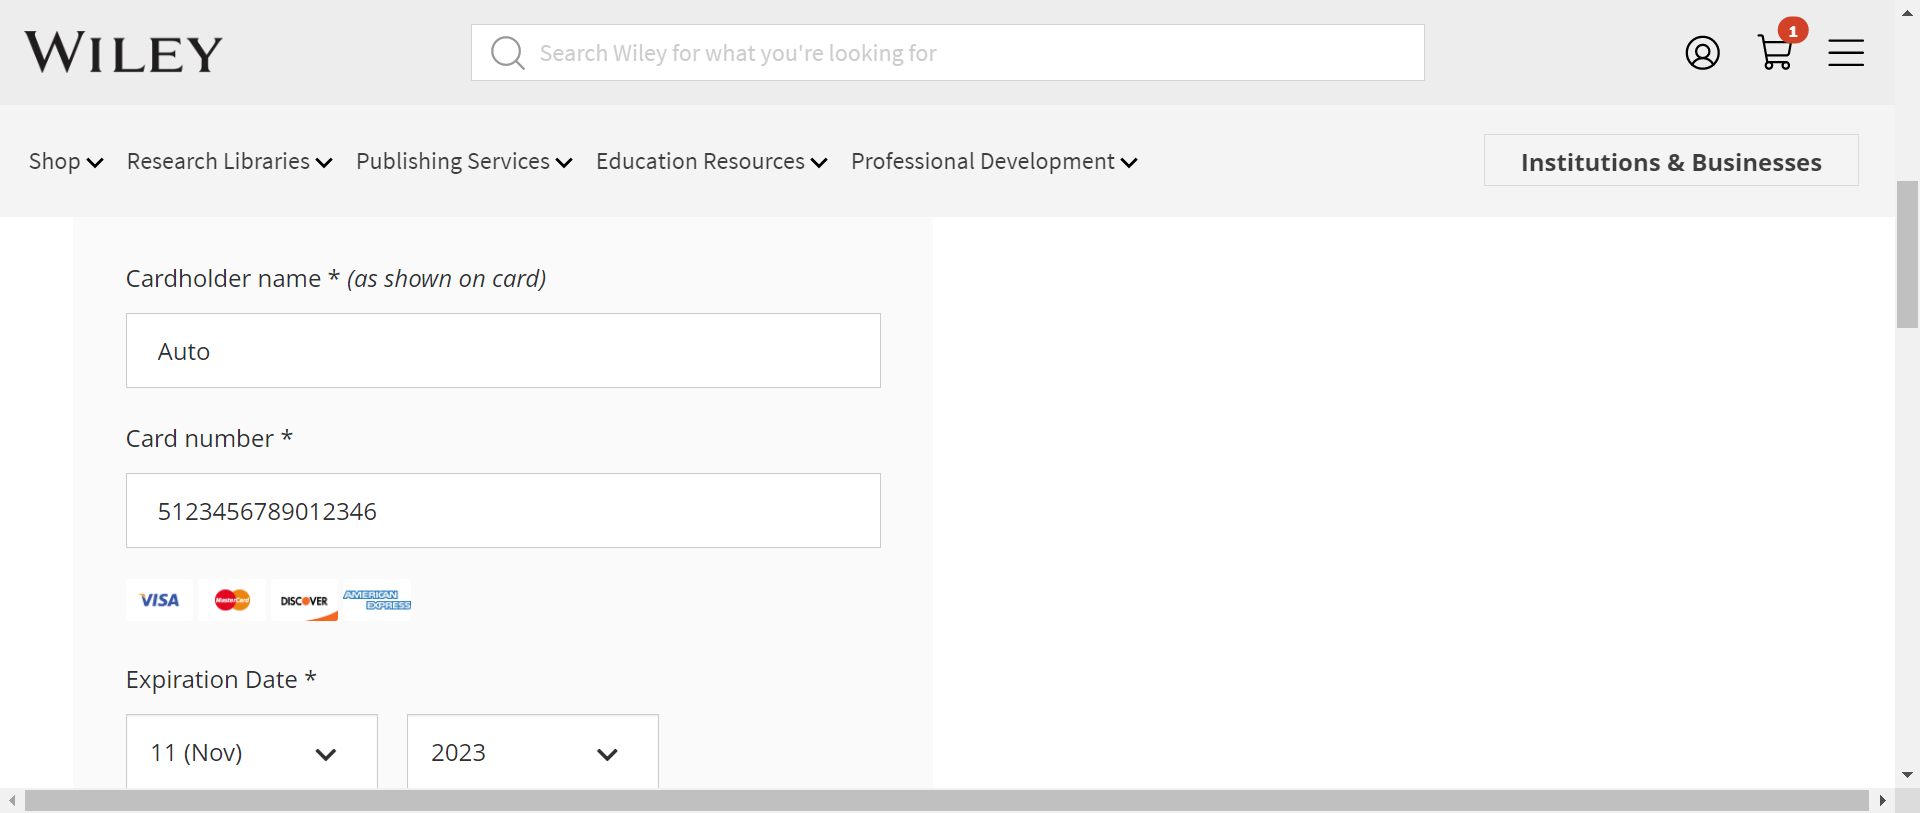 WILEY
Search Wiley for what you're looking for
1
Shop Research Libraries Publishing Services Education Resources Professional Development
Institutions & Businesses
Cardholder name * (as shown on card)
Auto
Card number *
5123456789012346
VISA MasterCard DISCOVER AMERICAN EXPRESS
Expiration Date *
11 (Nov) 2023